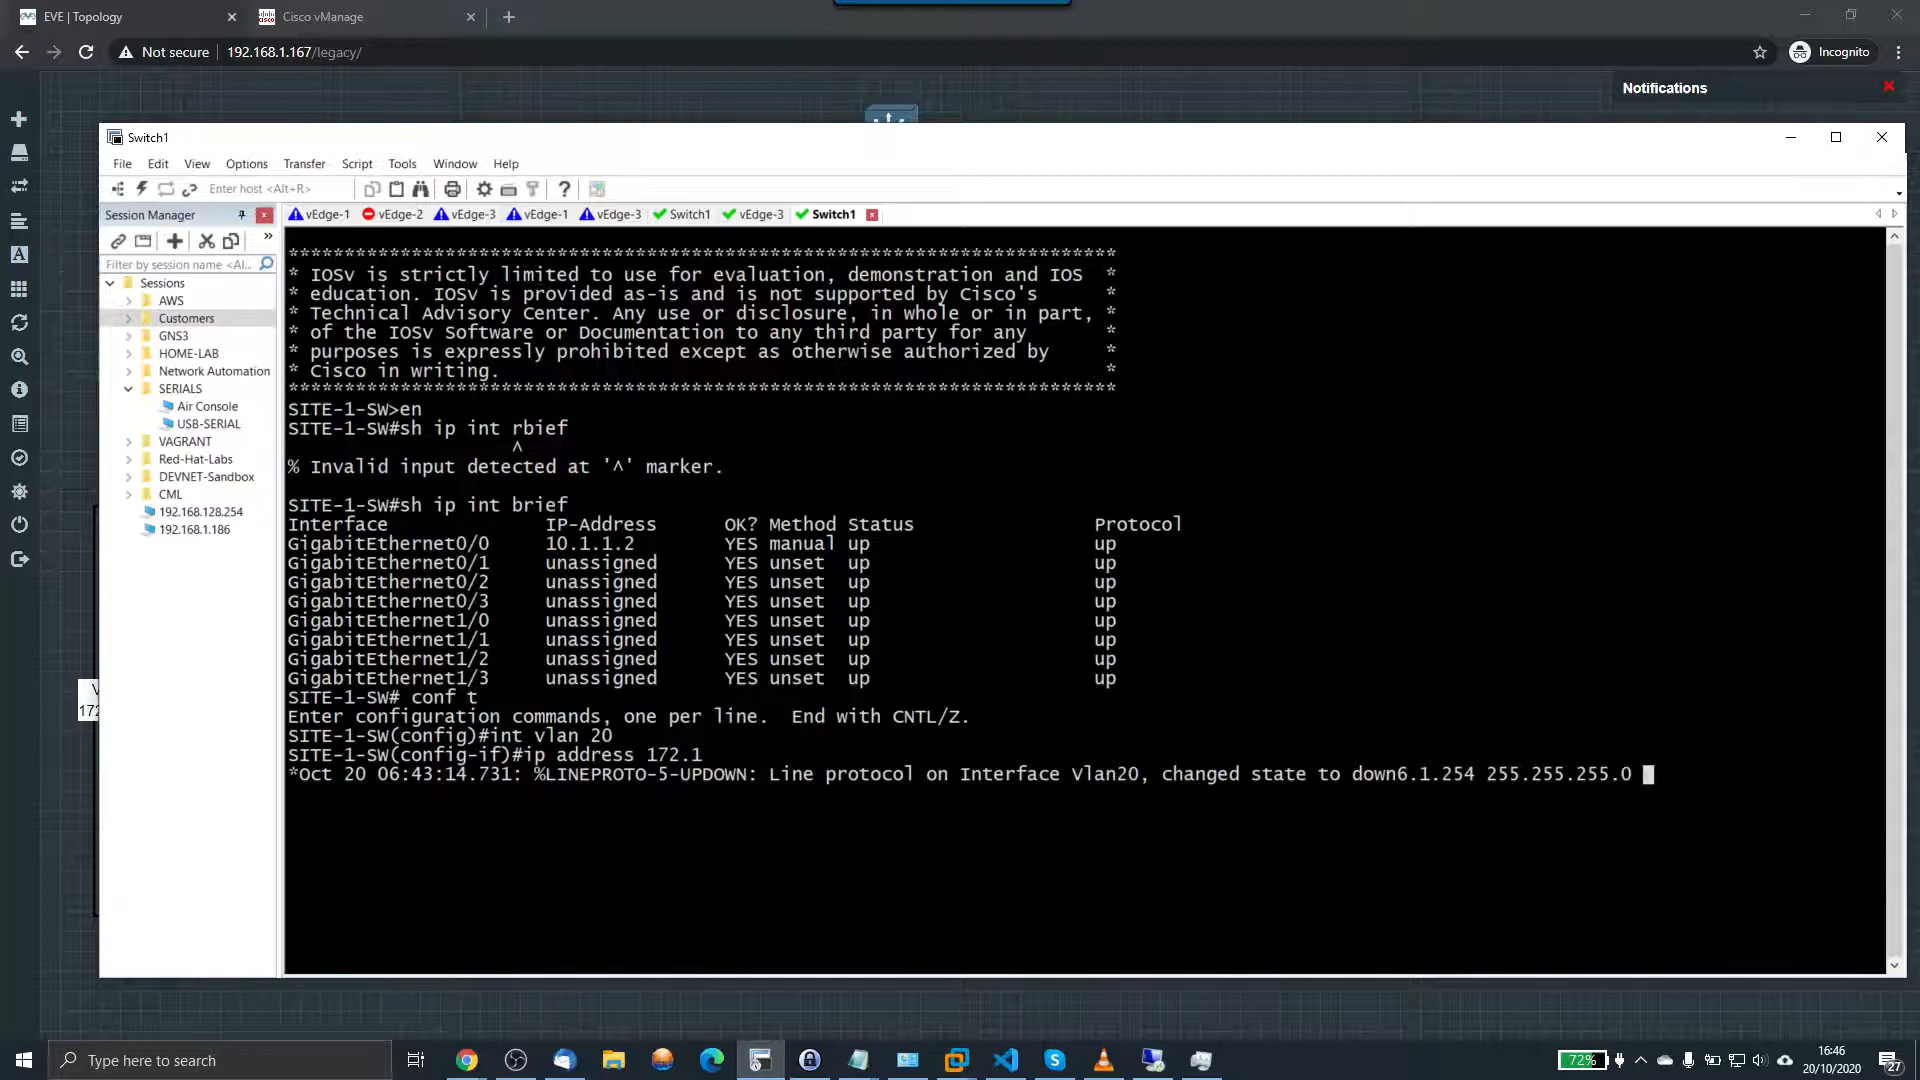 EVE | Topology
Cisco vManage
Not secure
192.168.1.167/legacy/
Incognito
Notifications
Switch1
File Edit View Options Transfer Script Tools Window Help
Enter host <Alt+R>
Session Manager
vEdge-1 vEdge-2 vEdge-3 vEdge-1 vEdge-3 Switch1 vEdge-3 Switch1
Filter by session name <Al...
Sessions
AWS
Customers
GNS3
HOME-LAB
Network Automation
SERIALS
Air Console
USB-SERIAL
VAGRANT
Red-Hat-Labs
DEVNET-Sandbox
CML
192.168.128.254
192.168.1.186
**************************************************************************
* IOSv is strictly limited to use for evaluation, demonstration and IOS  *
* education. IOSv is provided as-is and is not supported by Cisco's      *
* Technical Advisory Center. Any use or disclosure, in whole or in part, *
* of the IOSv Software or Documentation to any third party for any       *
* purposes is expressly prohibited except as otherwise authorized by     *
* Cisco in writing.                                                      *
**************************************************************************
SITE-1-SW>en
SITE-1-SW#sh ip int rbief
^
% Invalid input detected at '^' marker.
SITE-1-SW#sh ip int brief
Interface IP-Address OK? Method Status Protocol
GigabitEthernet0/0 10.1.1.2 YES manual up up
GigabitEthernet0/1 unassigned YES unset up up
GigabitEthernet0/2 unassigned YES unset up up
GigabitEthernet0/3 unassigned YES unset up up
GigabitEthernet1/0 unassigned YES unset up up
GigabitEthernet1/1 unassigned YES unset up up
GigabitEthernet1/2 unassigned YES unset up up
GigabitEthernet1/3 unassigned YES unset up up
SITE-1-SW# conf t
Enter configuration commands, one per line.  End with CNTL/Z.
SITE-1-SW(config)#int vlan 20
SITE-1-SW(config-if)#ip address 172.1
*Oct 20 06:43:14.731: %LINEPROTO-5-UPDOWN: Line protocol on Interface Vlan20, changed state to down6.1.254 255.255.255.0
V
172
Type here to search
72%
16:46
20/10/2020
27